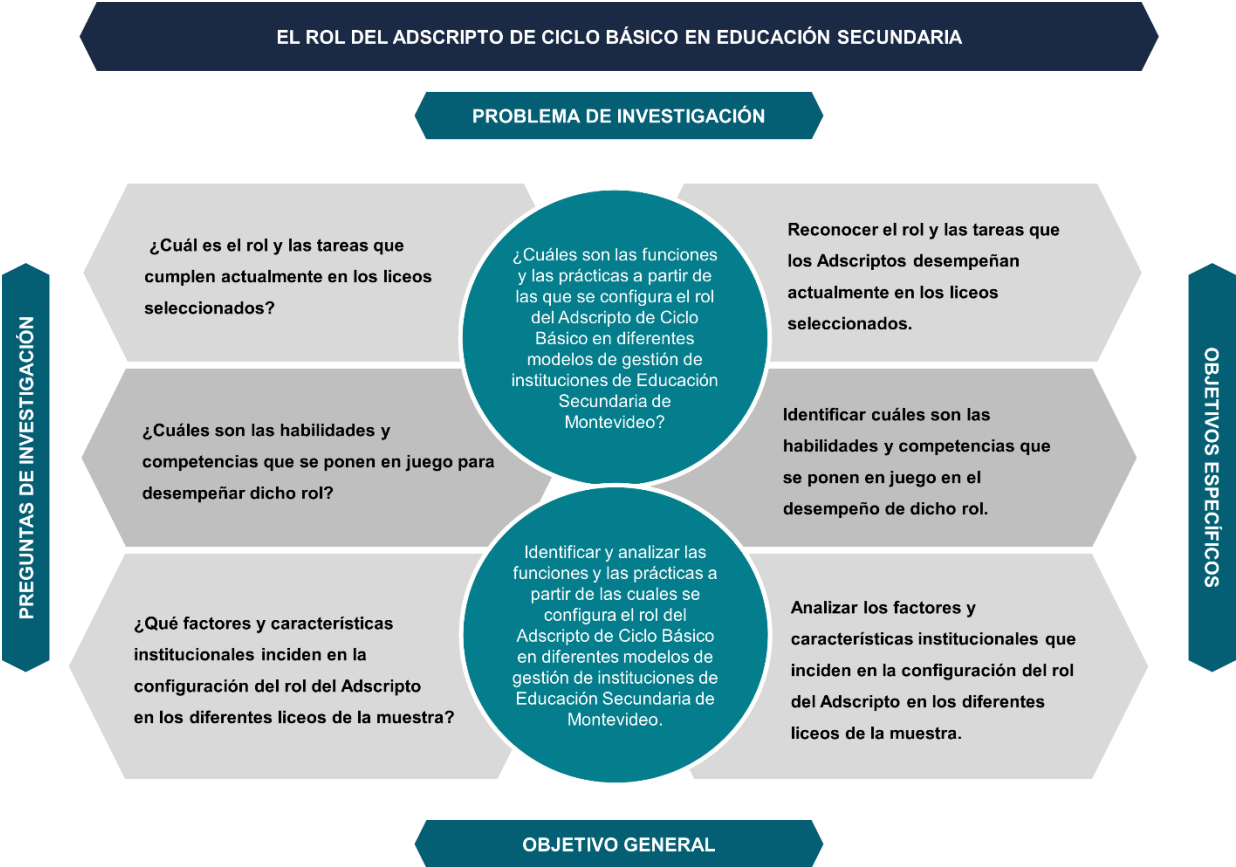 EL ROL DEL ADSCRIPTO DE CICLO BÁSICO EN EDUCACIÓN SECUNDARIA
PROBLEMA DE INVESTIGACIÓN
PREGUNTAS DE INVESTIGACIÓN
¿Cuál es el rol y las tareas que
cumplen actualmente en los liceos
seleccionados?
¿Cuáles son las habilidades y
competencias que se ponen en juego para
desempeñar dicho rol?
¿Qué factores y características
institucionales inciden en la
configuración del rol del Adscripto
en los diferentes liceos de la muestra?
¿Cuáles son las funciones
y las prácticas a partir de
las que se configura el rol
del Adscripto de Ciclo
Básico en diferentes
modelos de gestión de
instituciones de Educación
Secundaria de
Montevideo?
Identificar y analizar las
funciones y las prácticas a
partir de las cuales se
configura el rol del
Adscripto de Ciclo Básico
en diferentes modelos de
gestión de instituciones de
Educación Secundaria de
Montevideo.
Reconocer el rol y las tareas que
los Adscriptos desempeñan
actualmente en los liceos
seleccionados.
Identificar cuáles son las
habilidades y competencias que
se ponen en juego en el
desempeño de dicho rol.
Analizar los factores y
características institucionales que
inciden en la configuración del rol
del Adscripto en los diferentes
liceos de la muestra.
OBJETIVOS ESPECÍFICOS
OBJETIVO GENERAL